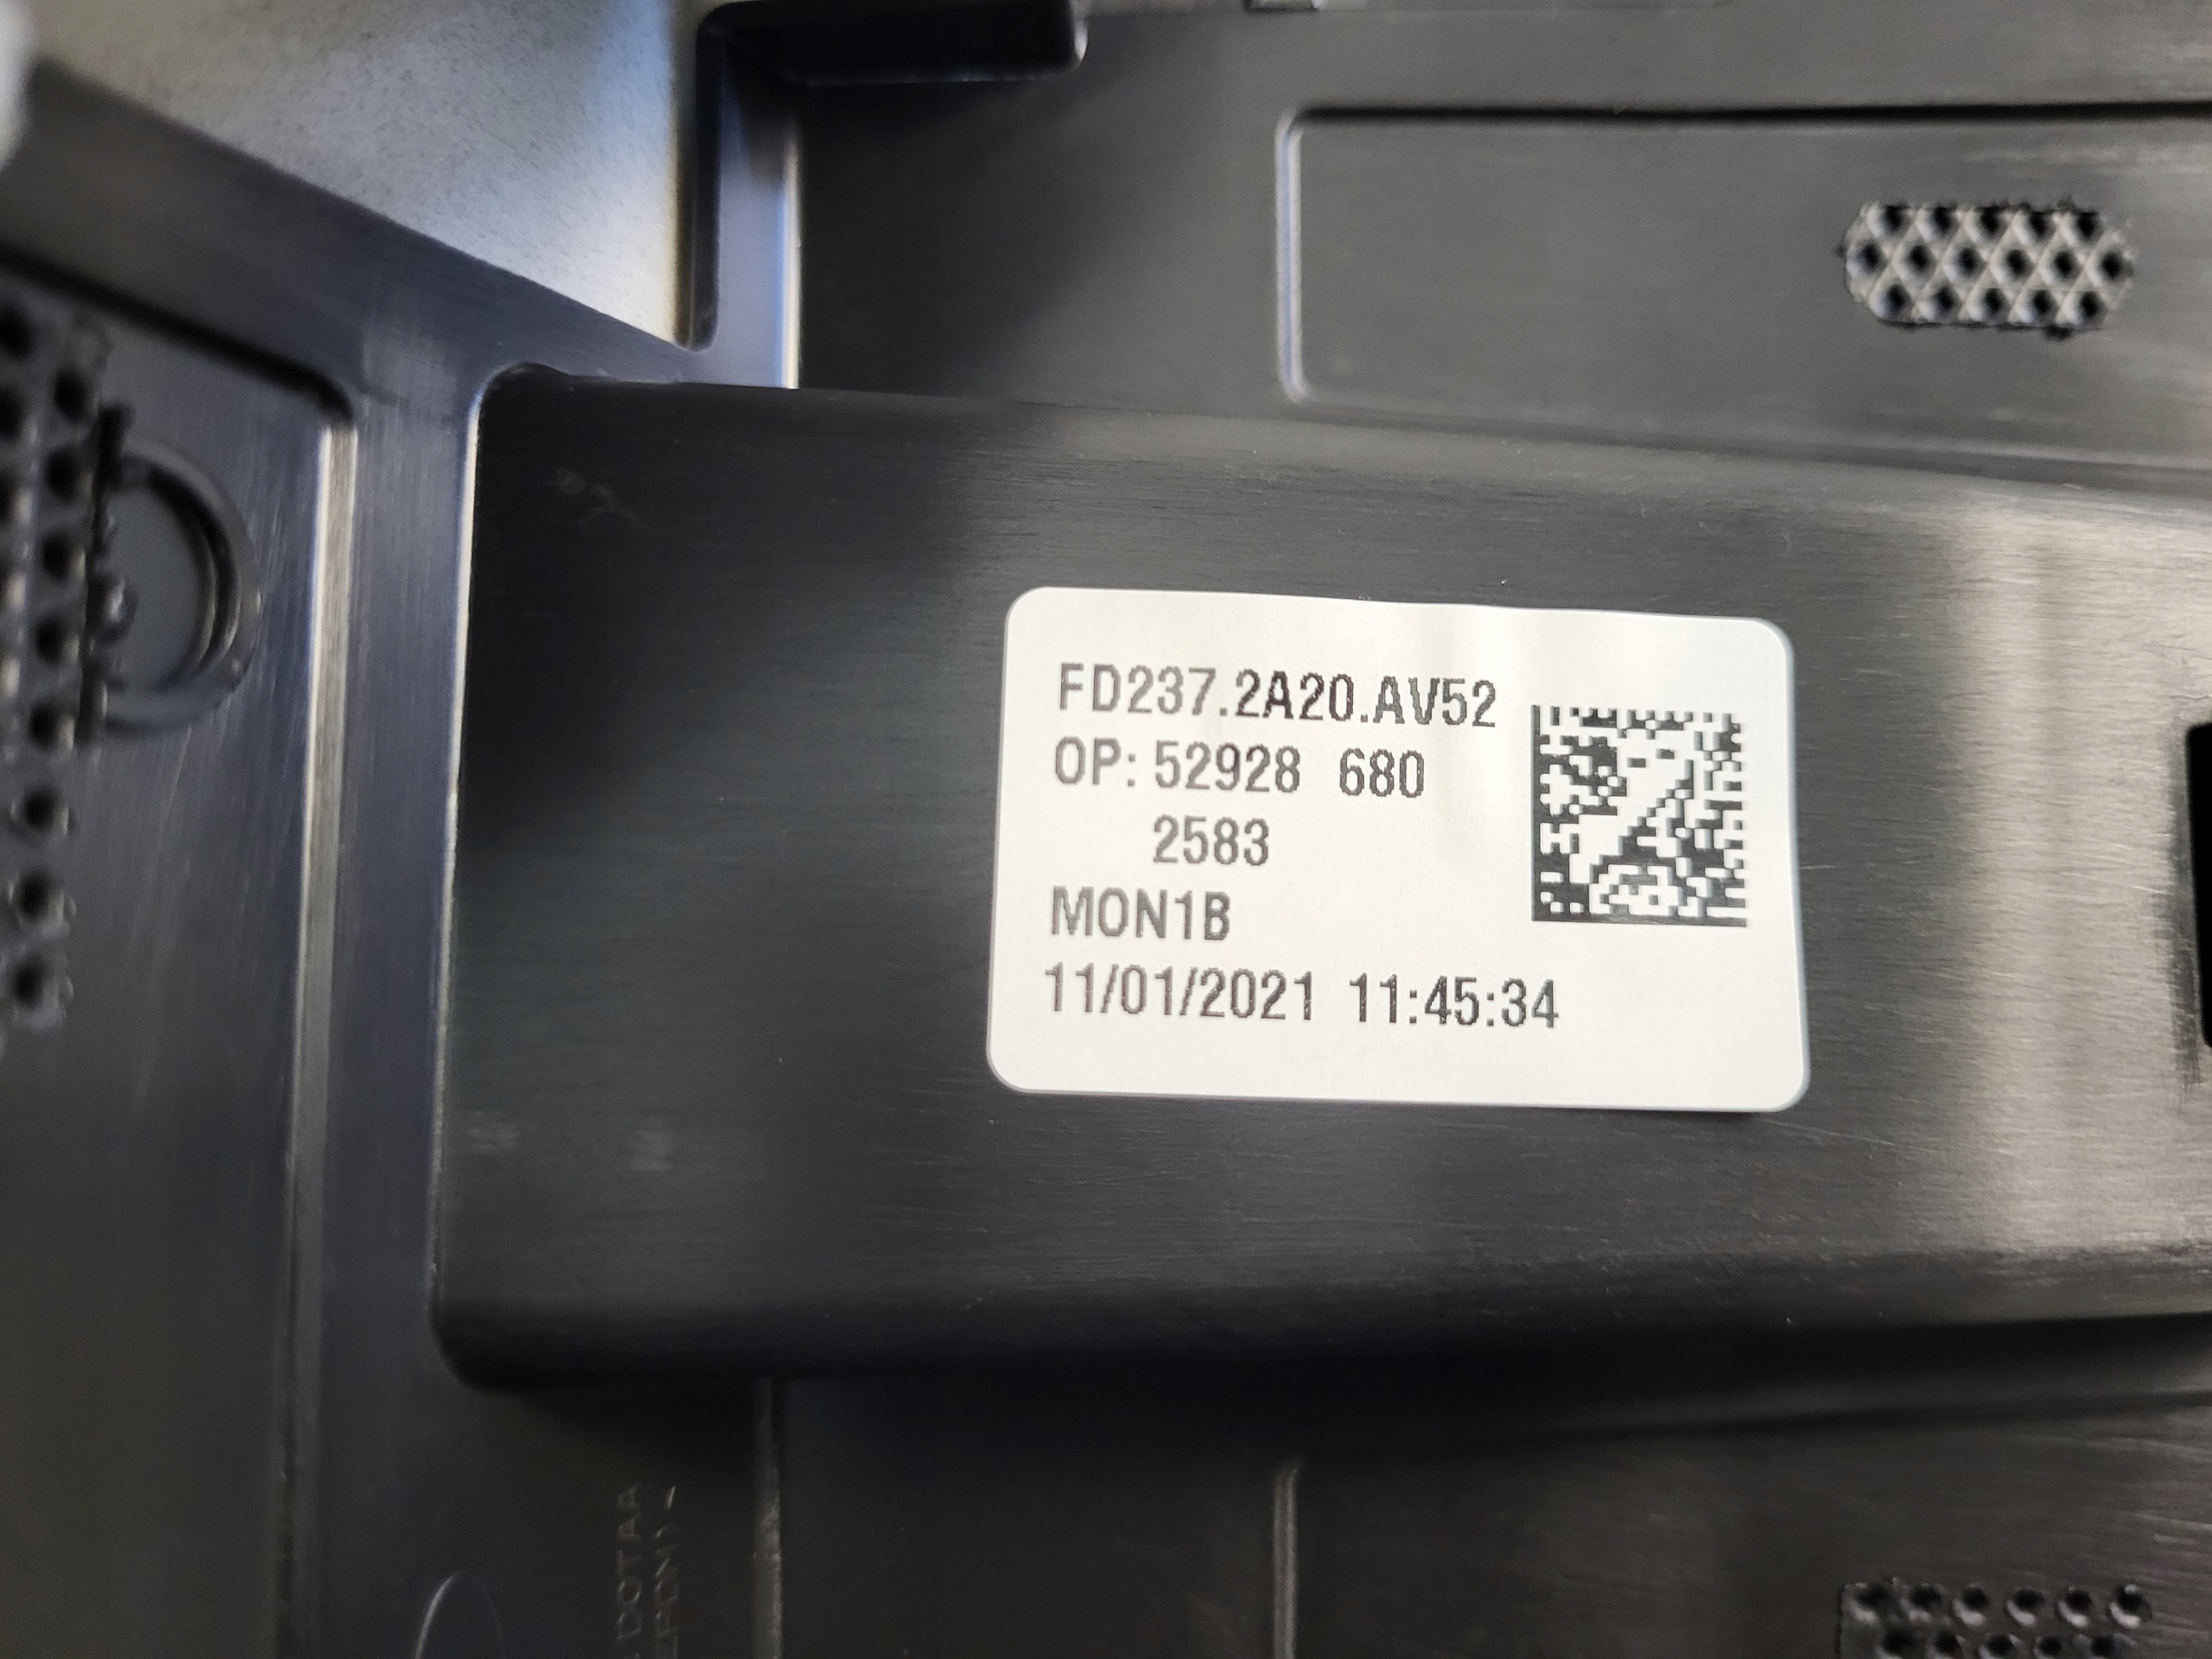 FD237.2A20.AV52
OP: 52928 680
2583
MON1B
11/01/2021 11:45:34